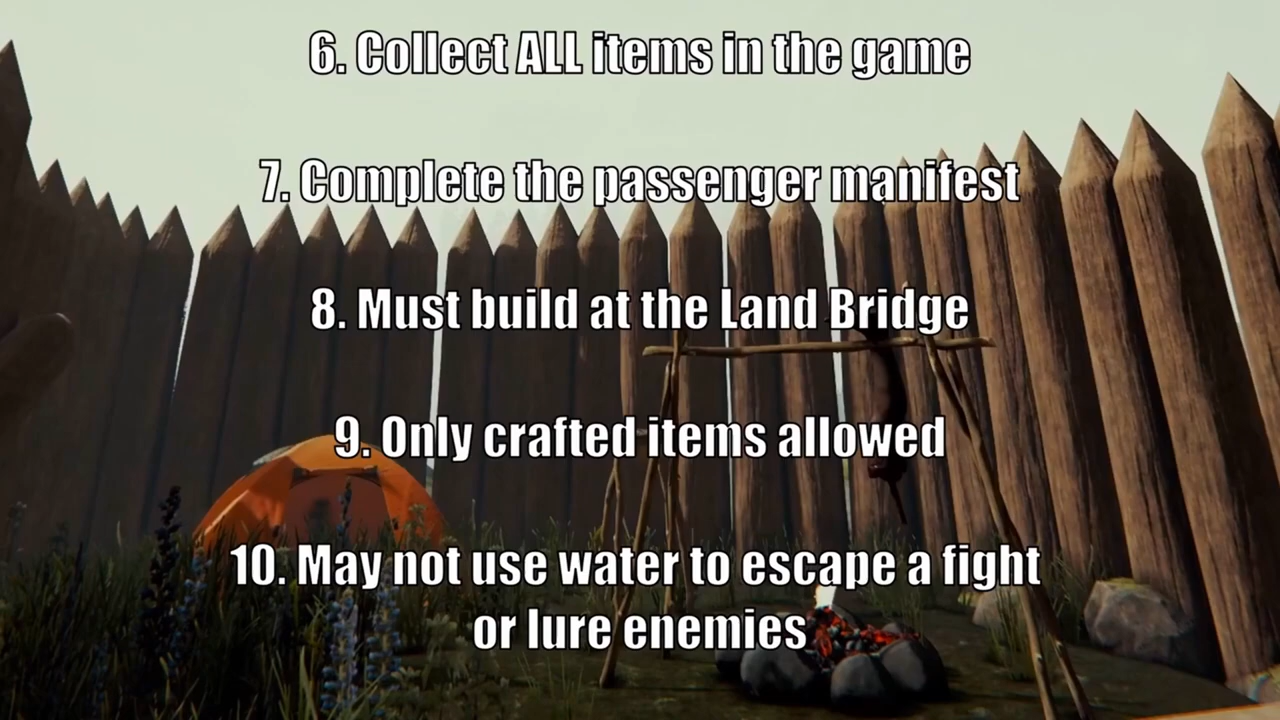 6. Collect ALL items in the game
7. Complete the passenger manifest
8. Must build at the Land Bridge
9. Only crafted items allowed
10. May not use water to escape a fight
or lure enemies